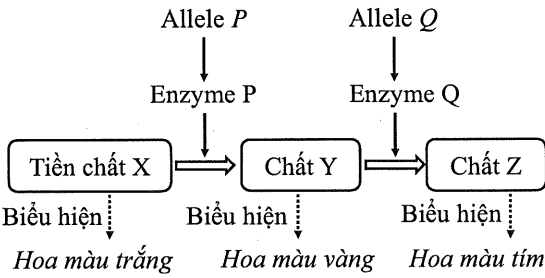 Allele P Allele Q
Enzyme P Enzyme Q
Tiền chất X Chất Y Chất Z
Biểu hiện Biểu hiện Biểu hiện
Hoa màu trắng Hoa màu vàng Hoa màu tím